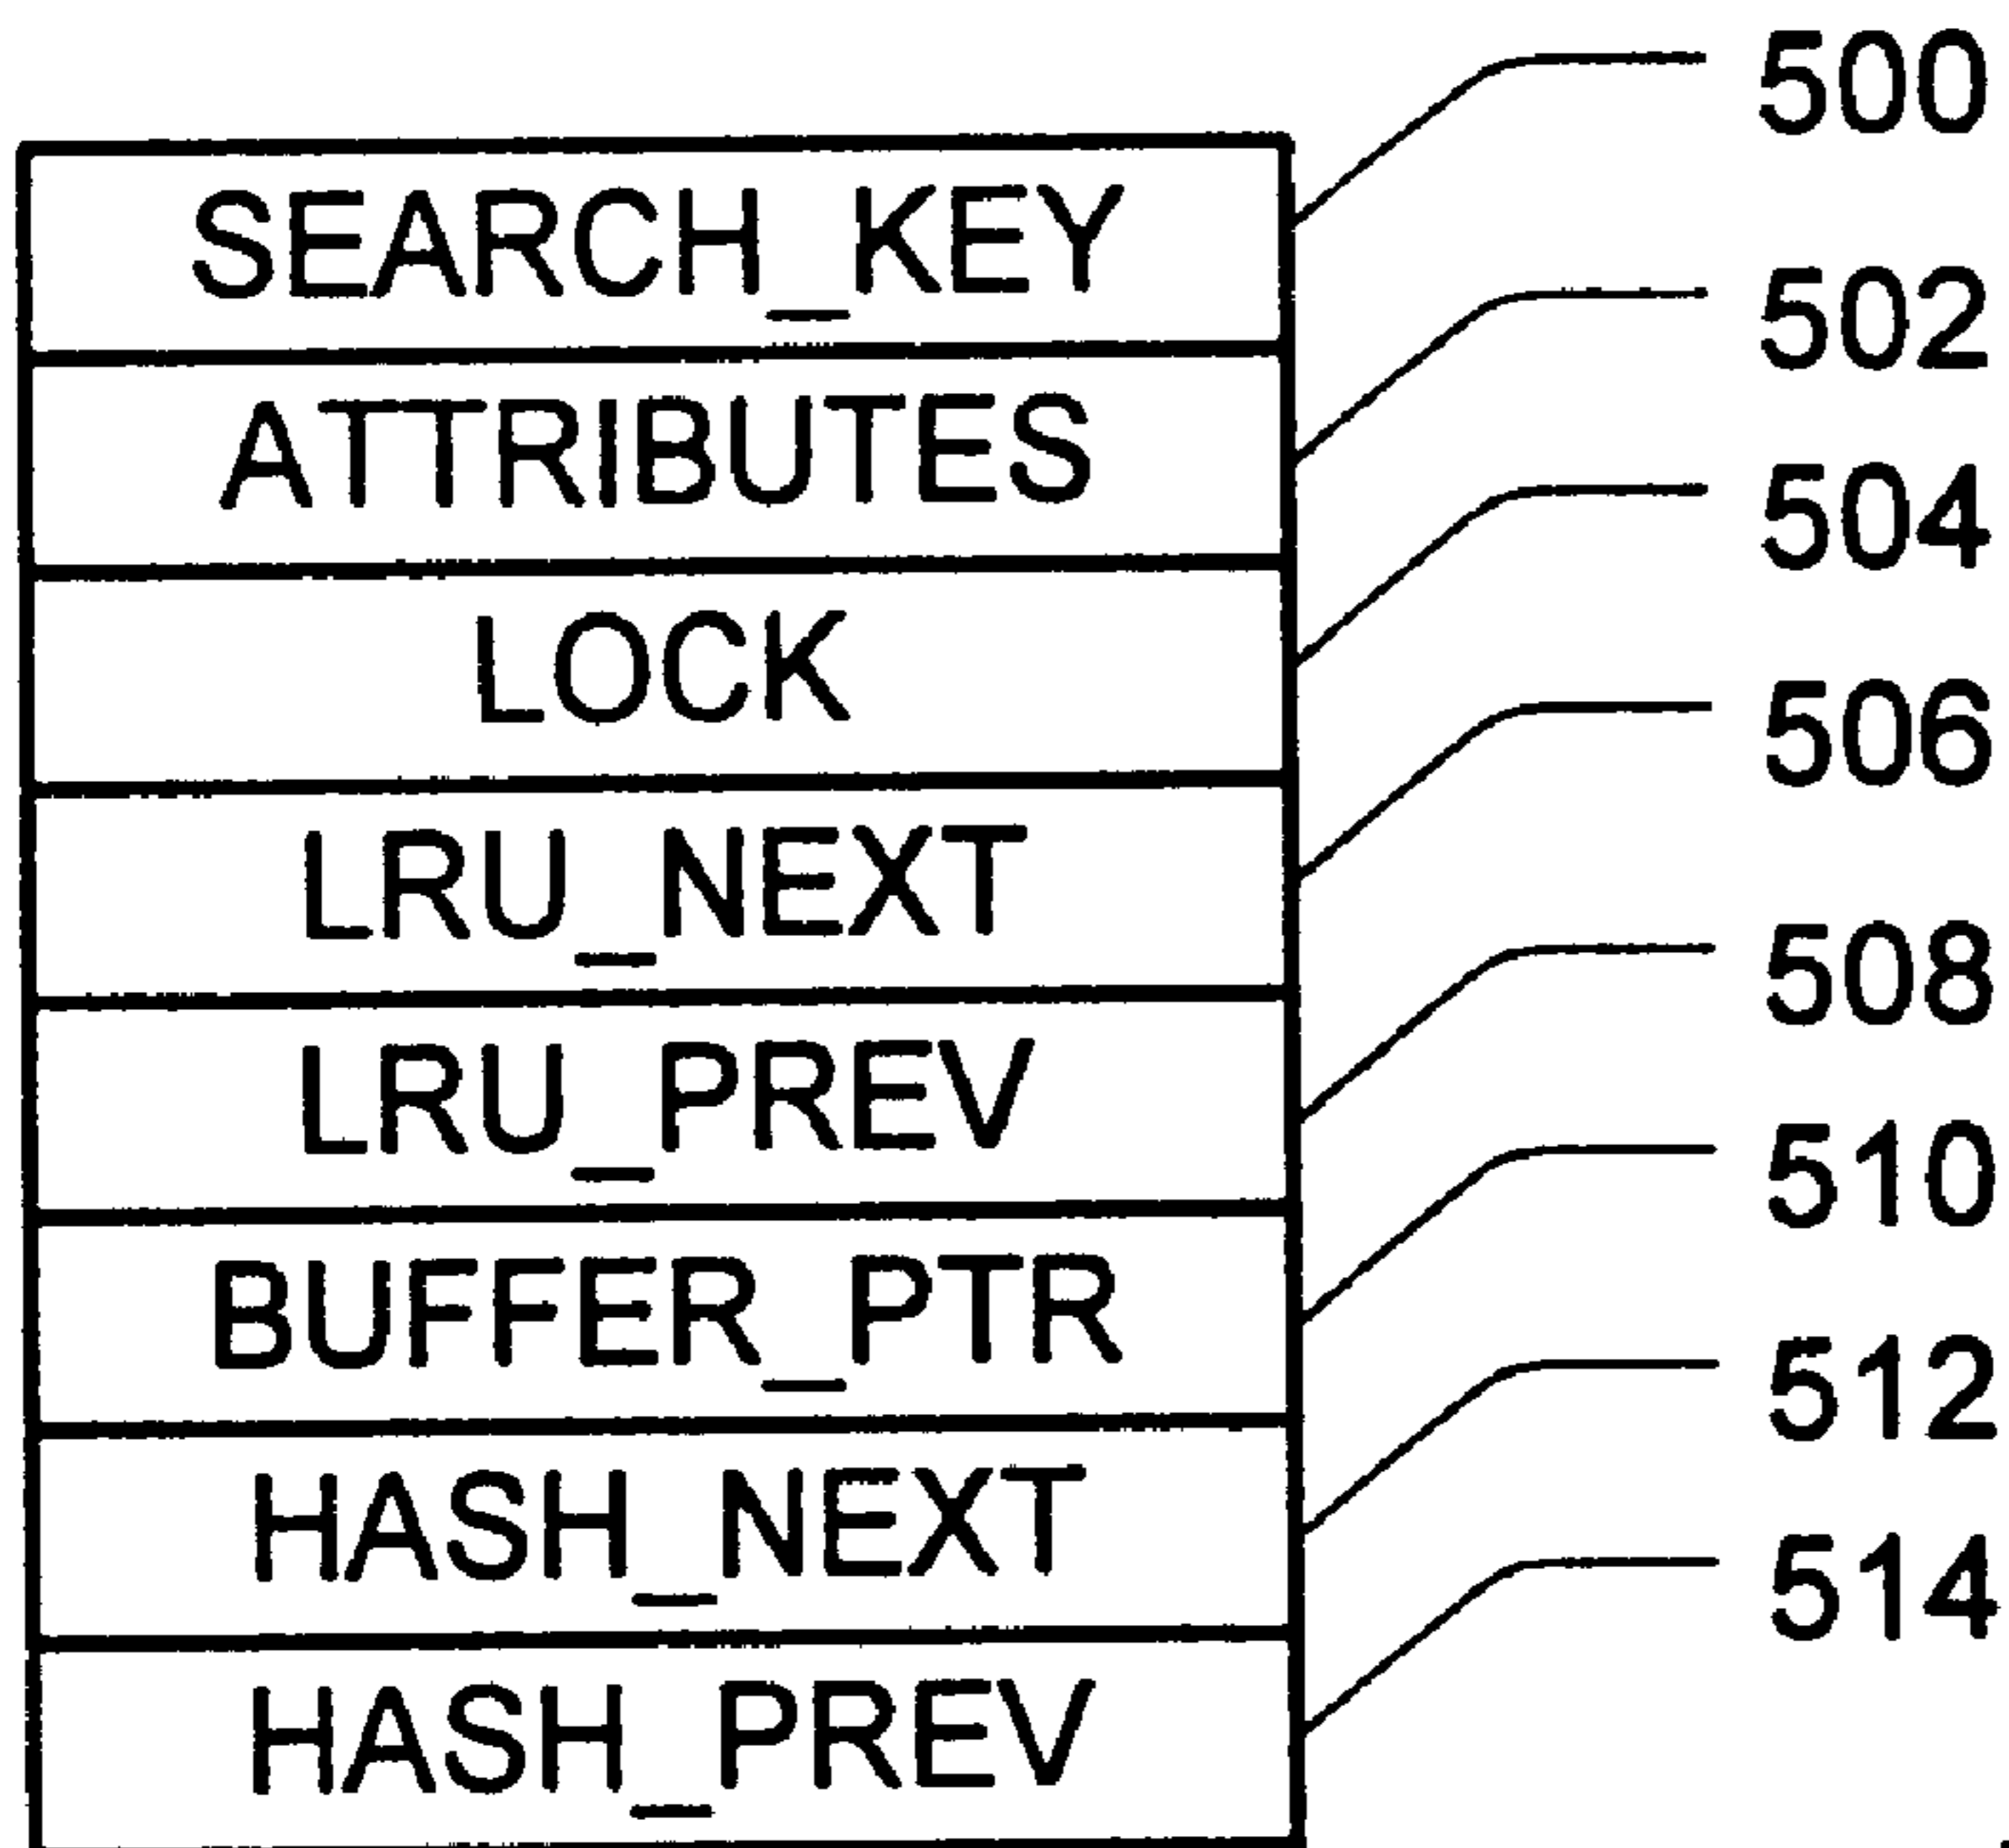 500
SEARCH_KEY
502
ATTRIBUTES
504
LOCK
506
LRU_NEXT
508
LRU_PREV
510
BUFFER_PTR
512
HASH_NEXT
514
HASH_PREV